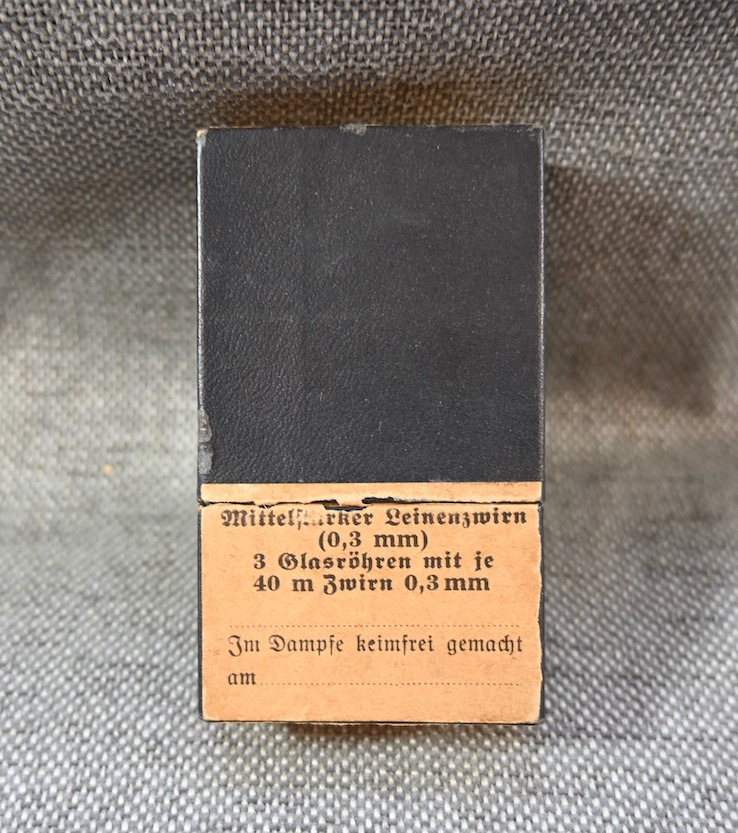 Mittelstarker Leinenzwirn
(0,3 mm)
3 Glasröhren mit je
40 m Zwirn 0,3 mm
Im Dampfe keimfrei gemacht
am